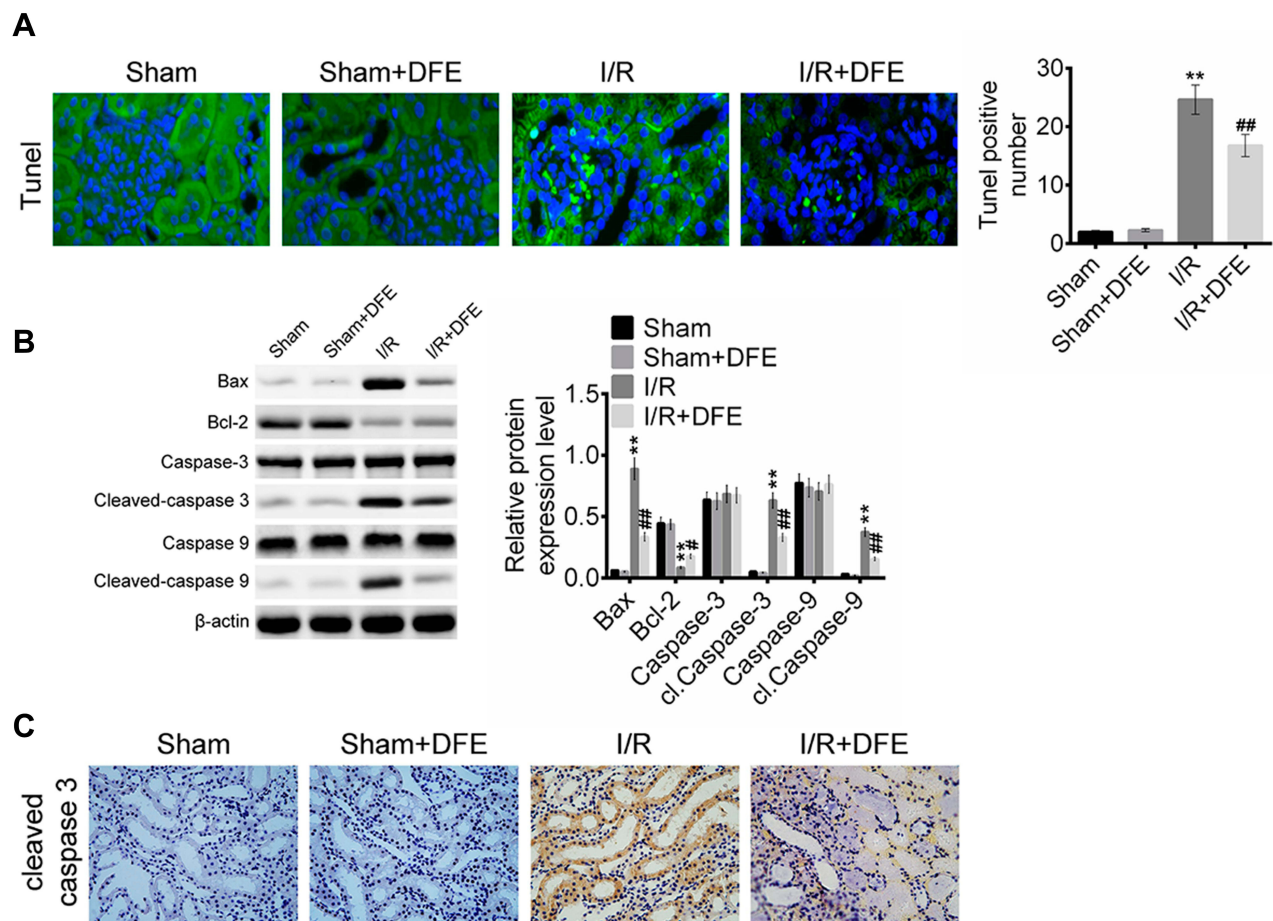 A
Sham
Sham+DFE
I/R
I/R+DFE
Tunel
Tunel positive
number
30
20
10
0
**
##
Sham
Sham+DFE
I/R
I/R+DFE
B
Sham
Sham+DFE
I/R
I/R+DFE
Bax
Bcl-2
Caspase-3
Cleaved-caspase 3
Caspase 9
Cleaved-caspase 9
β-actin
Sham
Sham+DFE
I/R
I/R+DFE
Relative protein
expression level
1.5
1.0
0.5
0.0
**
##
**
#
**
##
**
##
Bax
Bcl-2
Caspase-3
cl.Caspase-3
Caspase-9
cl.Caspase-9
C
Sham
Sham+DFE
I/R
I/R+DFE
cleaved
caspase 3